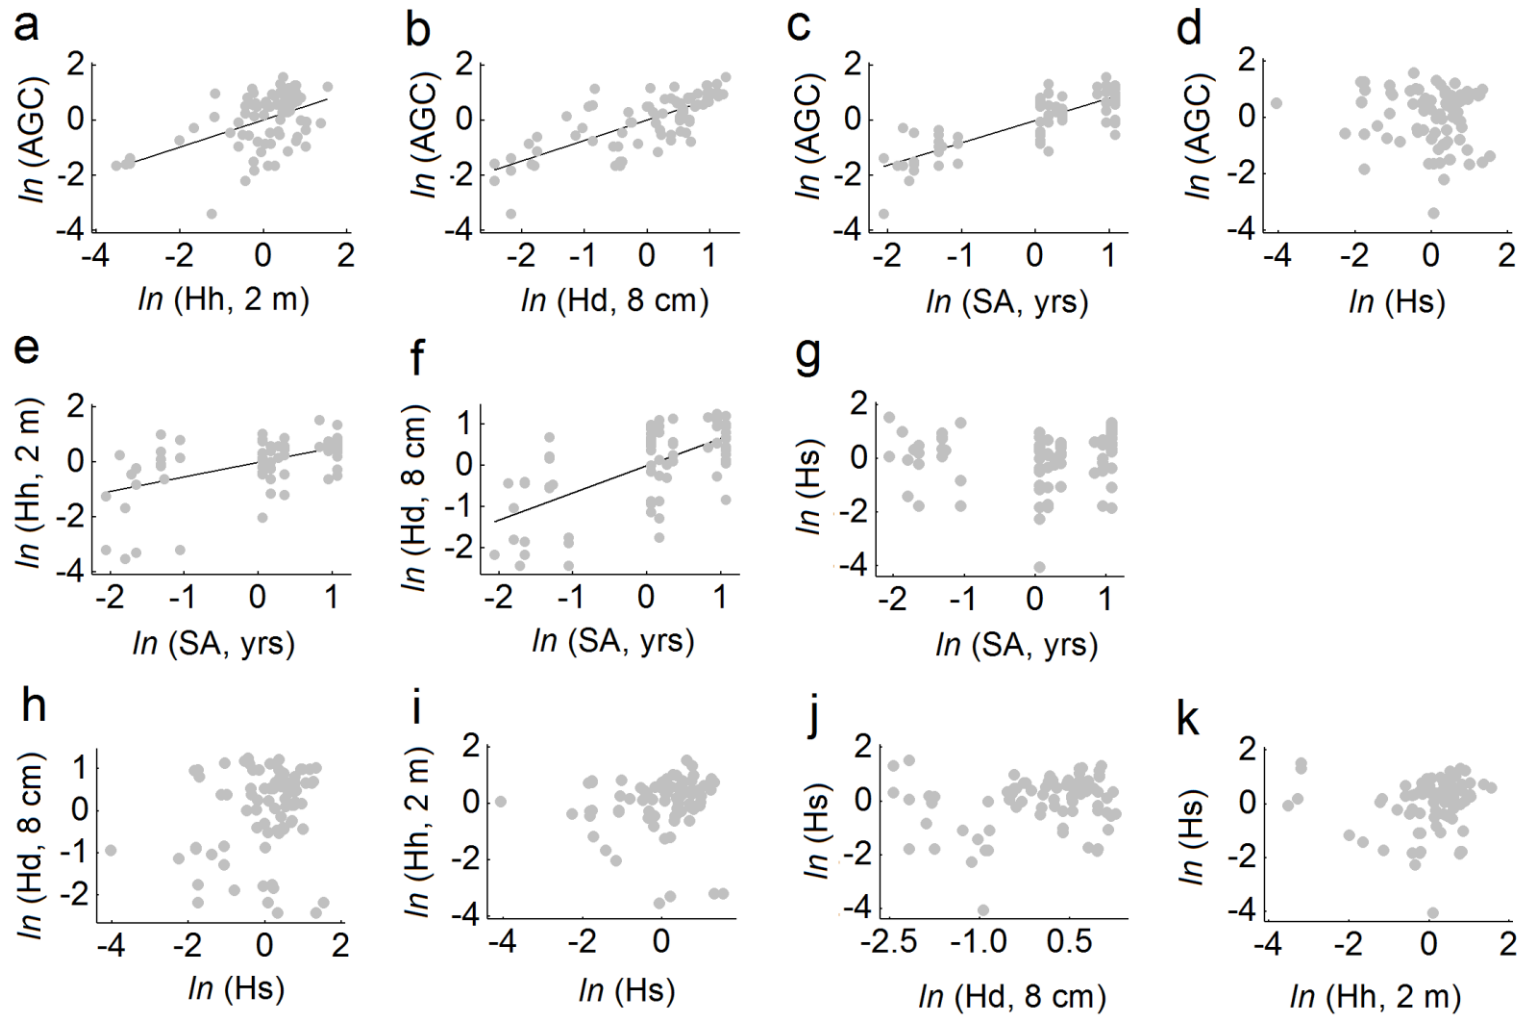 a
b
c
d
ln (AGC)
2
0
-2
-4
-4
-2
0
2
ln (Hh, 2 m)
ln (AGC)
2
0
-2
-4
-2
-1
0
1
ln (Hd, 8 cm)
ln (AGC)
2
0
-2
-4
-2
-1
0
1
ln (SA, yrs)
ln (AGC)
2
0
-2
-4
-4
-2
0
2
ln (Hs)
e
f
g
ln (Hh, 2 m)
2
0
-2
-4
-2
-1
0
1
ln (SA, yrs)
ln (Hd, 8 cm)
1
0
-1
-2
-2
-1
0
1
ln (SA, yrs)
ln (Hs)
2
0
-2
-4
-2
-1
0
1
ln (SA, yrs)
h
i
j
k
ln (Hd, 8 cm)
1
0
-1
-2
-4
-2
0
2
ln (Hs)
ln (Hh, 2 m)
2
0
-2
-4
-4
-2
0
ln (Hs)
ln (Hs)
2
0
-2
-4
-2.5
-1.0
0.5
ln (Hd, 8 cm)
ln (Hs)
2
0
-2
-4
-4
-2
0
2
ln (Hh, 2 m)